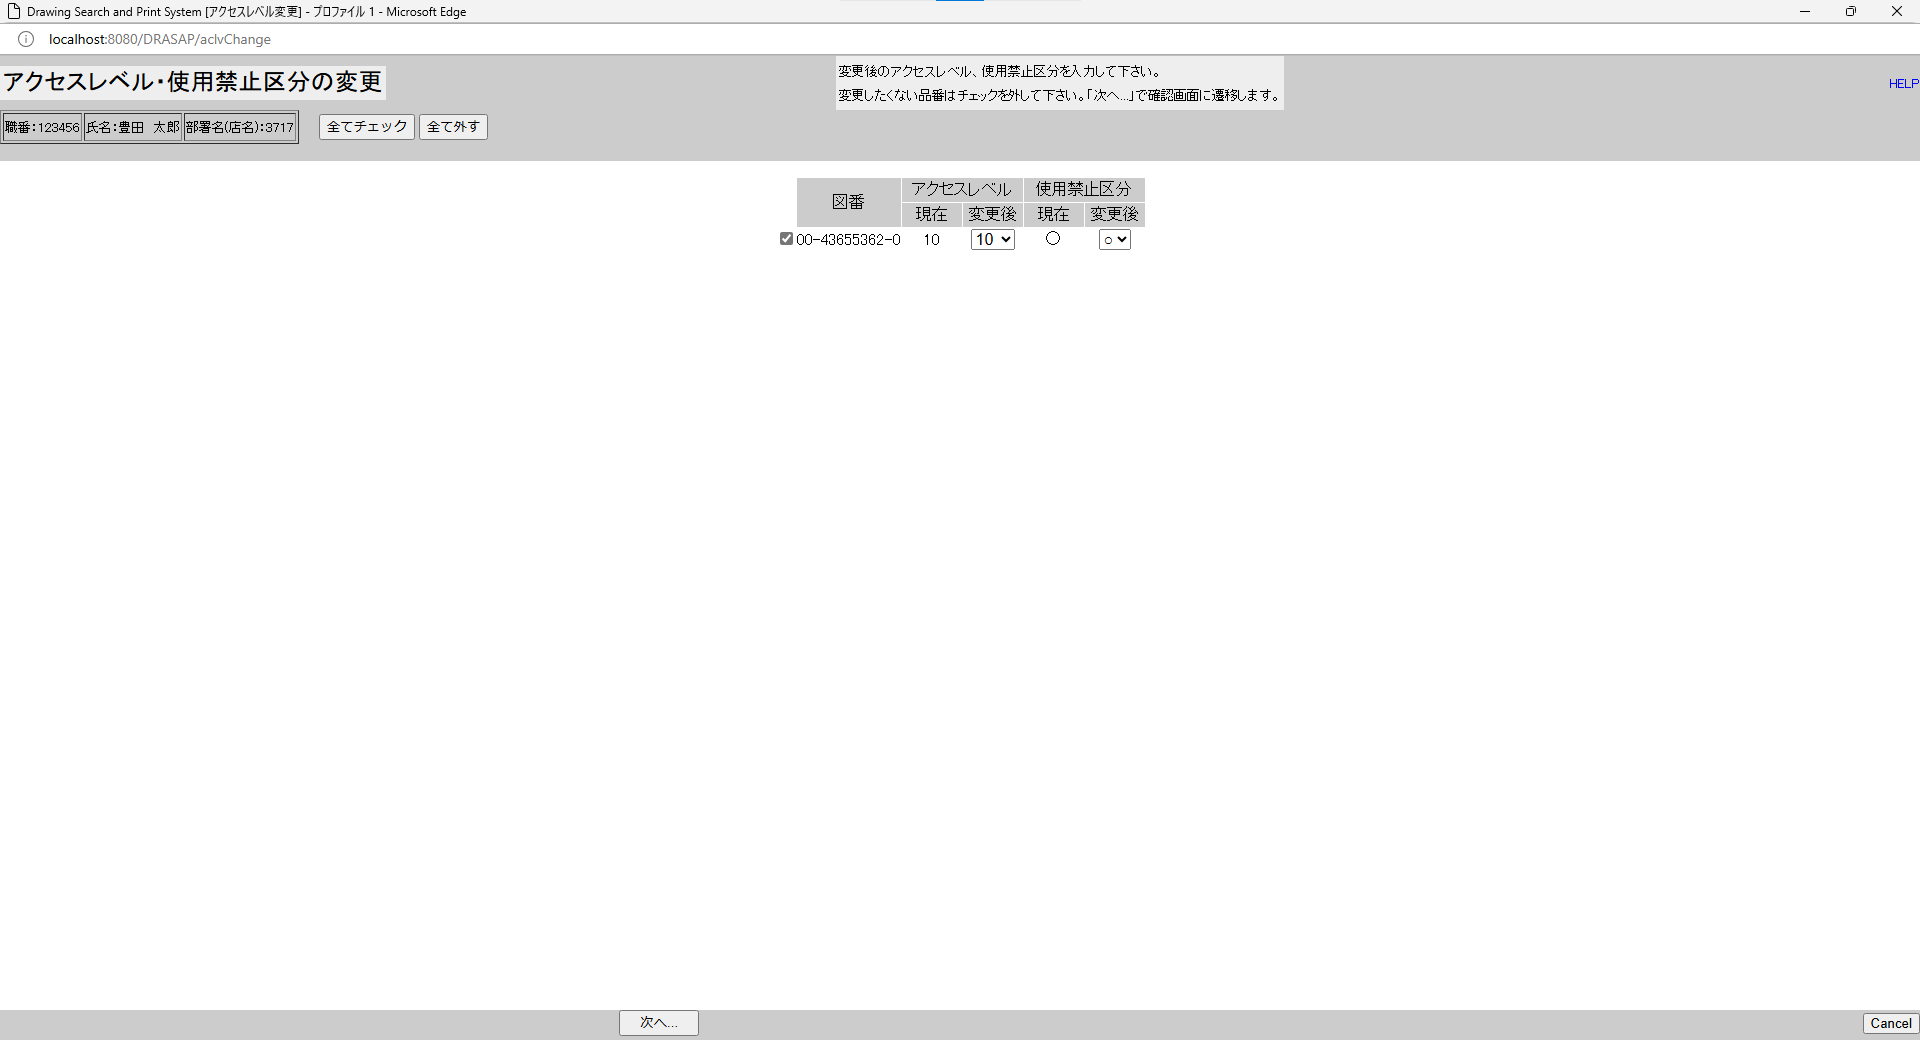 Drawing Search and Print System [アクセスレベル変更] - プロファイル 1 - Microsoft Edge
localhost:8080/DRASAP/aclvChange
アクセスレベル・使用禁止区分の変更
変更後のアクセスレベル、使用禁止区分を入力して下さい。
変更したくない品番はチェックを外して下さい。「次へ...」で確認画面に遷移します。
HELP
職番：123456 氏名：豊田　太郎 部署名(店名)：3717 全てチェック 全て外す
図番 アクセスレベル 使用禁止区分
現在 変更後 現在 変更後
00-43655362-0 10 10 ○ ○
次へ...
Cancel